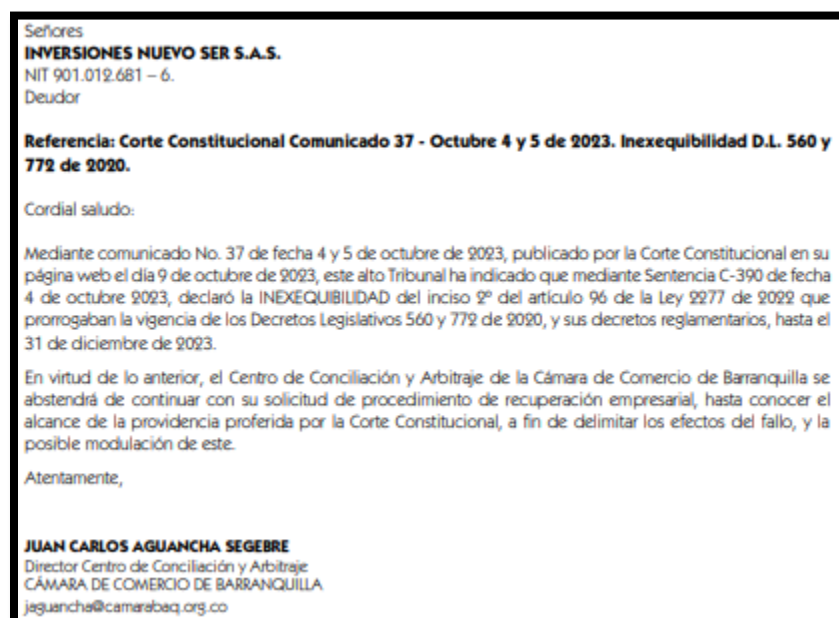 Señores
INVERSIONES NUEVO SER S.A.S.
NIT 901.012.681 – 6.
Deudor
Referencia: Corte Constitucional Comunicado 37 - Octubre 4 y 5 de 2023. Inexequibilidad D.L. 560 y
772 de 2020.
Cordial saludo:
Mediante comunicado No. 37 de fecha 4 y 5 de octubre de 2023, publicado por la Corte Constitucional en su
página web el día 9 de octubre de 2023, este alto Tribunal ha indicado que mediante Sentencia C-390 de fecha
4 de octubre 2023, declaró la INEXEQUIBILIDAD del inciso 2º del artículo 96 de la Ley 2277 de 2022 que
prorrogaban la vigencia de los Decretos Legislativos 560 y 772 de 2020, y sus decretos reglamentarios, hasta el
31 de diciembre de 2023.
En virtud de lo anterior, el Centro de Conciliación y Arbitraje de la Cámara de Comercio de Barranquilla se
abstendrá de continuar con su solicitud de procedimiento de recuperación empresarial, hasta conocer el
alcance de la providencia proferida por la Corte Constitucional, a fin de delimitar los efectos del fallo, y la
posible modulación de este.
Atentamente,
JUAN CARLOS AGUANCHA SEGEBRE
Director Centro de Conciliación y Arbitraje
CÁMARA DE COMERCIO DE BARRANQUILLA
jaguancha@camarabaq.org.co